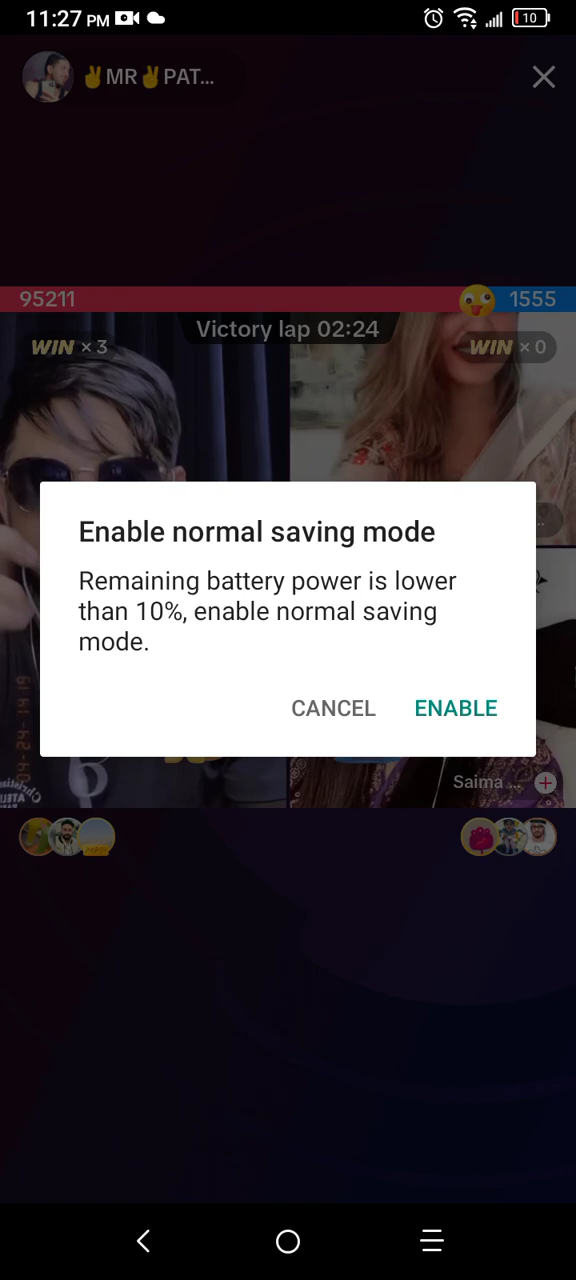 11:27 PM
10
✌MR✌PAT...
95211
1555
Victory lap 02:24
WIN × 3
WIN × 0
Enable normal saving mode
Remaining battery power is lower
than 10%, enable normal saving
mode.
CANCEL
ENABLE
Saima ...